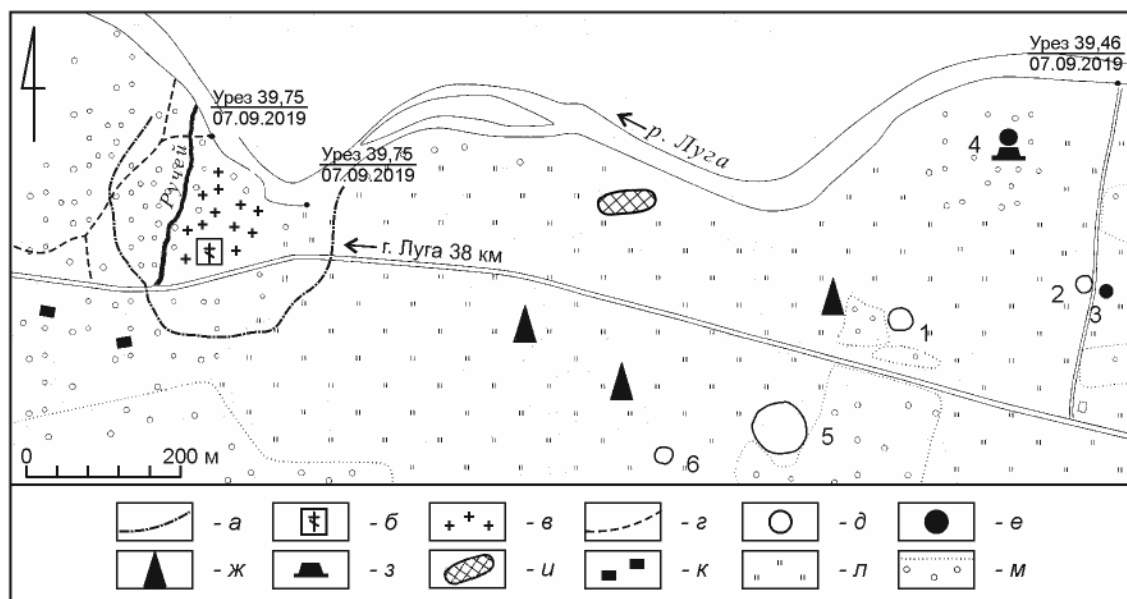 Урез 39,46
07.09.2019
Урез 39,75
07.09.2019
Урез 39,75
07.09.2019
р. Луга
4
Ручей
г. Луга 38 км
2
3
1
5
6
0 200 м
- а - б - в - г - д - е
- ж - з - и - к - л - м